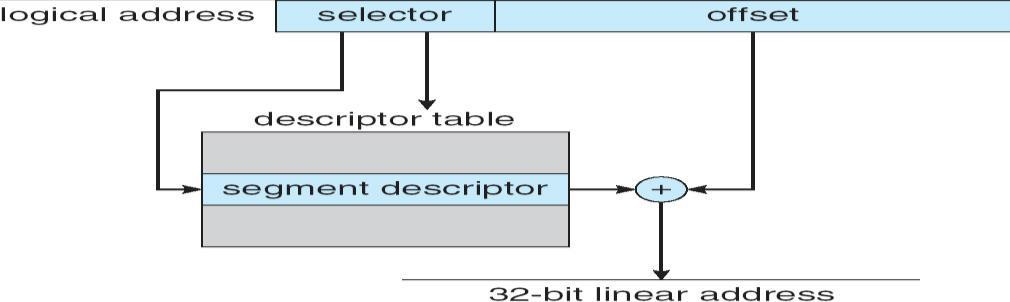 logical address selector offset
descriptor table
segment descriptor +
32-bit linear address